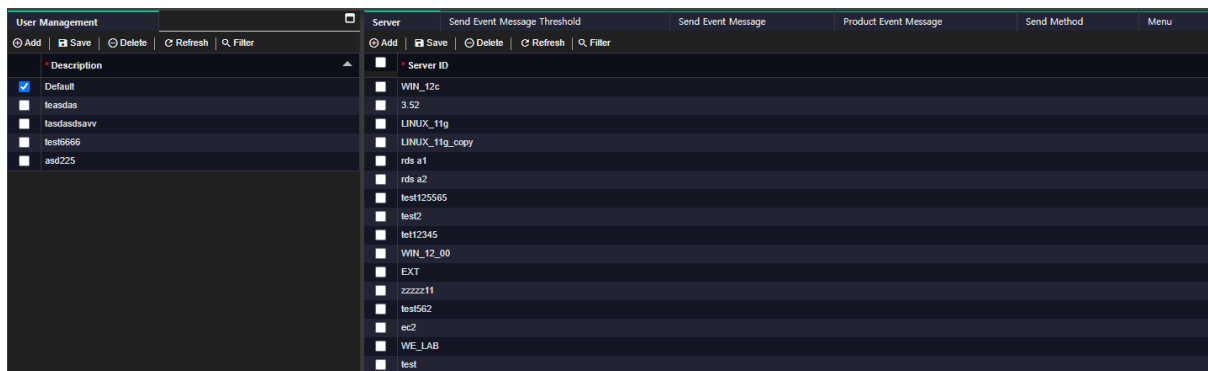 User Management
Add Save Delete Refresh Filter
* Description
Default
teasdas
tasdasdsavv
test6666
asd225
Server Send Event Message Threshold Send Event Message Product Event Message Send Method Menu
Add Save Delete Refresh Filter
* Server ID
WIN_12c
3.52
LINUX_11g
LINUX_11g_copy
rds a1
rds a2
test125565
test2
tet12345
WIN_12_00
EXT
zzzzz11
test562
ec2
WE_LAB
test